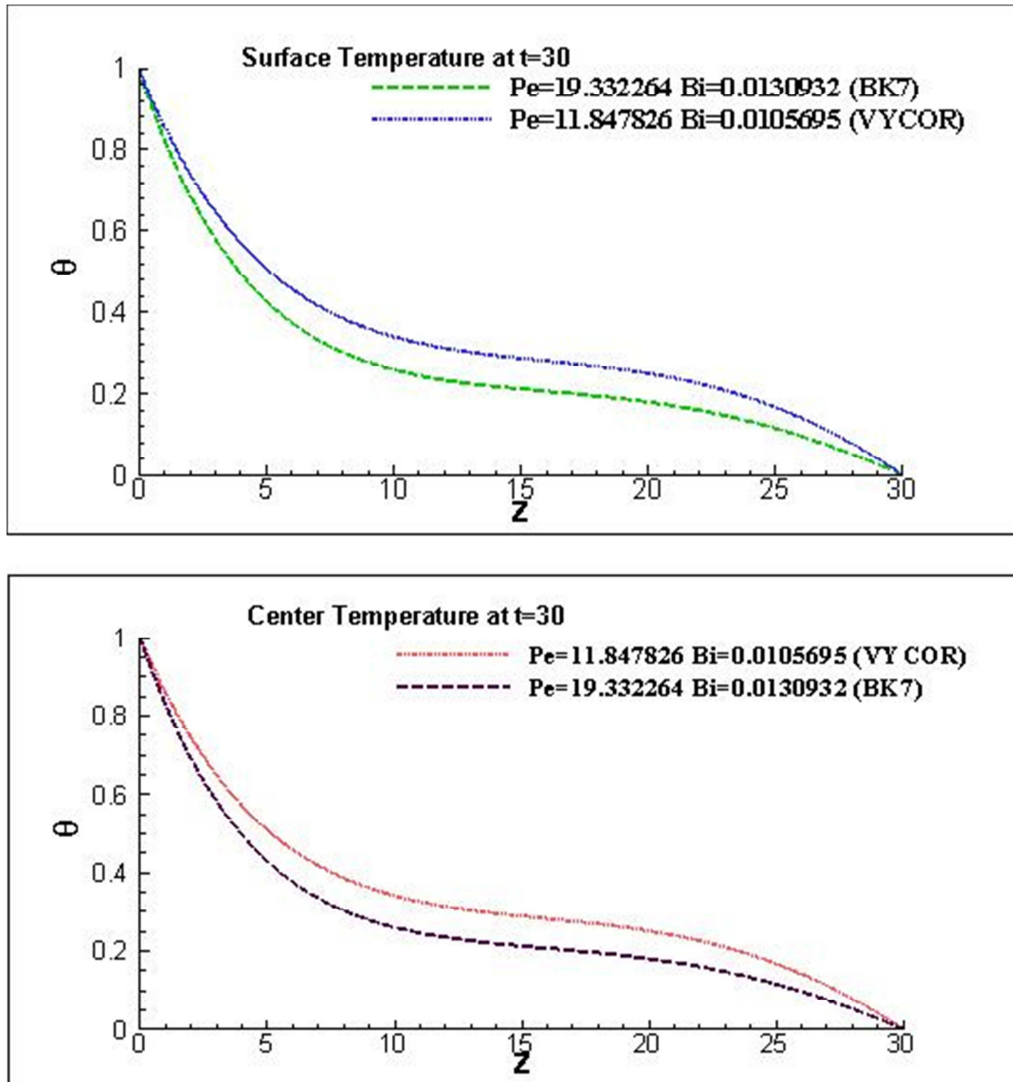 Surface Temperature at t=30
Pe=19.332264 Bi=0.0130932 (BK7)
Pe=11.847826 Bi=0.0105695 (VYCOR)
1
0.8
0.6
θ
0.4
0.2
0
0 5 10 15 20 25 30
Z
Center Temperature at t=30
Pe=11.847826 Bi=0.0105695 (VYCOR)
Pe=19.332264 Bi=0.0130932 (BK7)
1
0.8
0.6
θ
0.4
0.2
0
0 5 10 15 20 25 30
Z